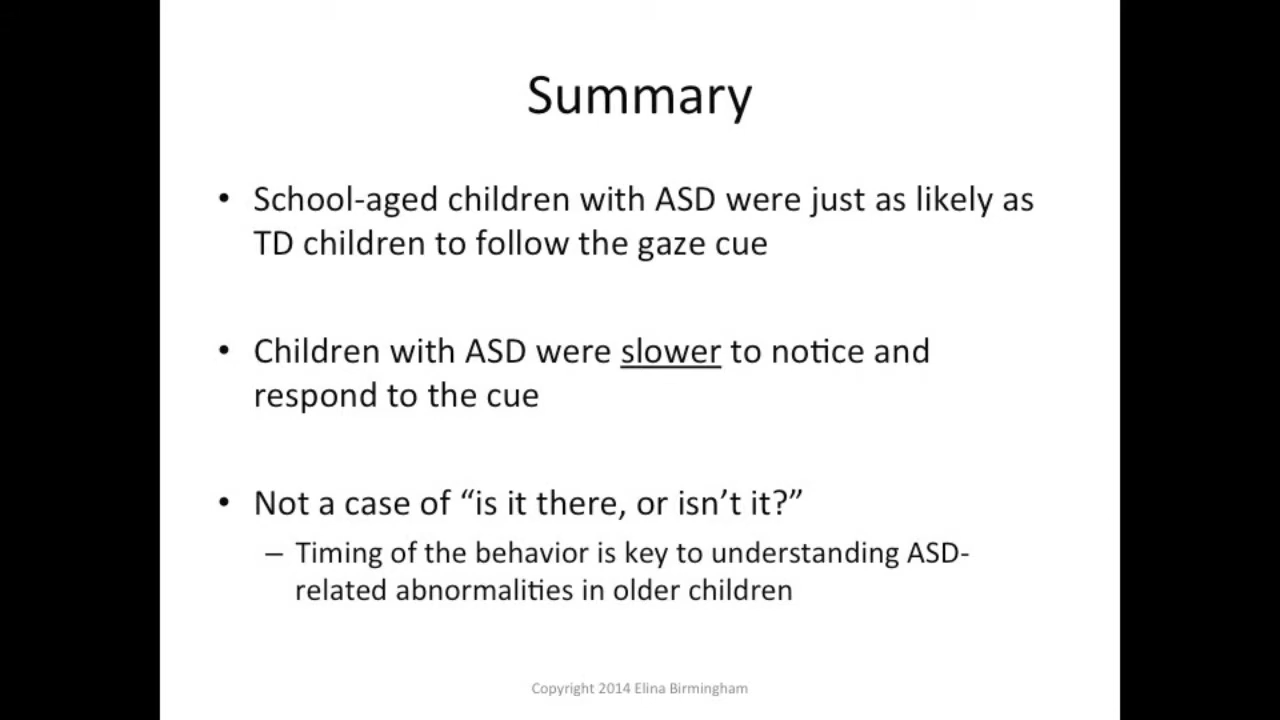 Summary
• School-aged children with ASD were just as likely as
TD children to follow the gaze cue
• Children with ASD were slower to notice and
respond to the cue
• Not a case of “is it there, or isn’t it?”
– Timing of the behavior is key to understanding ASD-
related abnormalities in older children
Copyright 2014 Elina Birmingham